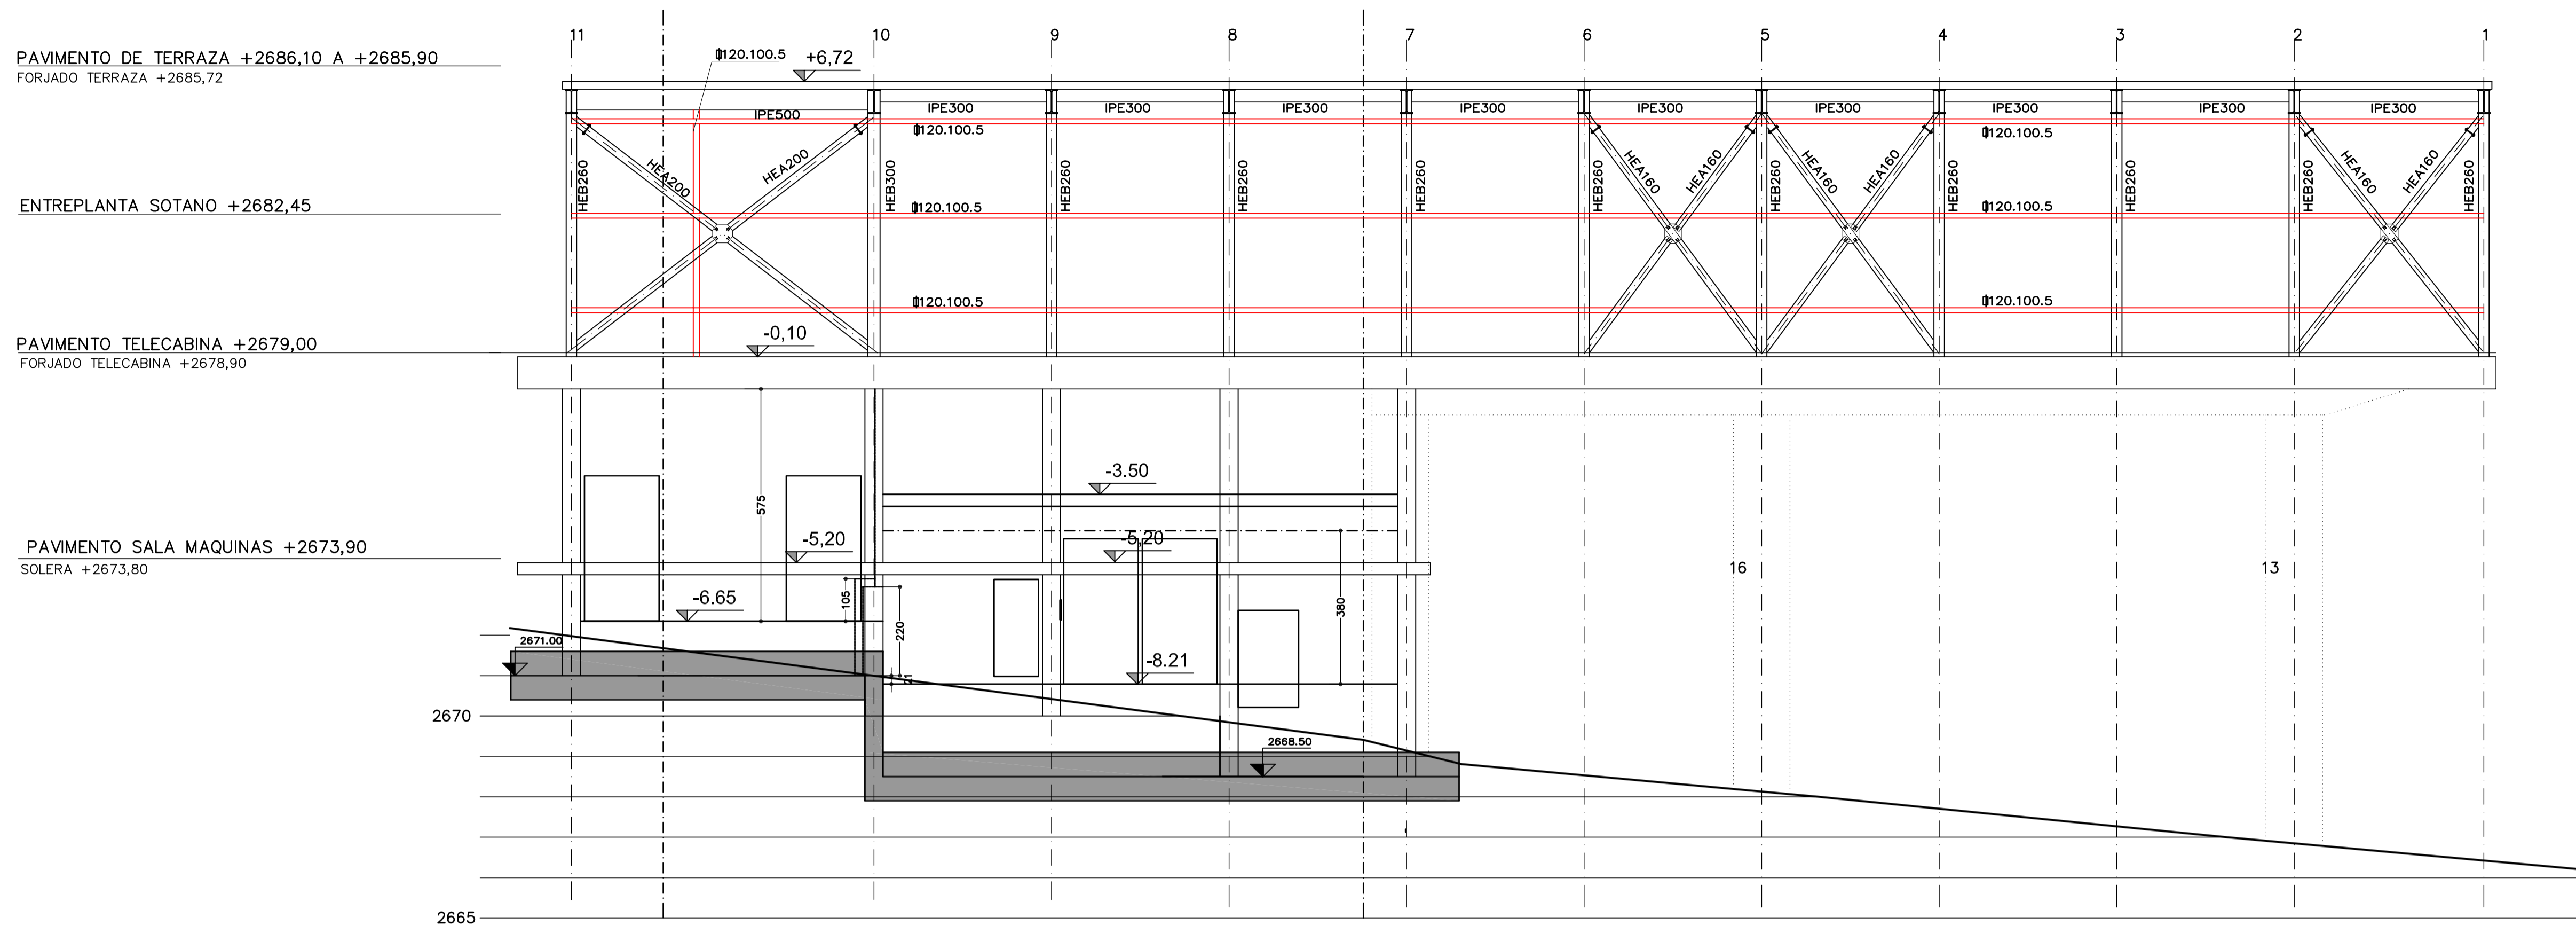 11
10
9
8
7
6
5
4
3
2
1
PAVIMENTO DE TERRAZA +2686,10 A +2685,90
FORJADO TERRAZA +2685,72
120.100.5
+6,72
IPE500
IPE300
IPE300
IPE300
IPE300
IPE300
IPE300
IPE300
IPE300
IPE300
120.100.5
120.100.5
HEA200
HEA200
HEA160
HEA160
HEA160
HEA160
HEA160
HEA160
HEB260
HEB300
HEB260
HEB260
HEB260
HEB260
HEB260
HEB260
HEB260
HEB260
HEB260
ENTREPLANTA SOTANO +2682,45
120.100.5
120.100.5
120.100.5
120.100.5
PAVIMENTO TELECABINA +2679,00
FORJADO TELECABINA +2678,90
-0,10
-3.50
575
PAVIMENTO SALA MAQUINAS +2673,90
SOLERA +2673,80
-5,20
-5,20
16
13
105
-6.65
380
220
2671.00
-8.21
21
2670
2668.50
2665